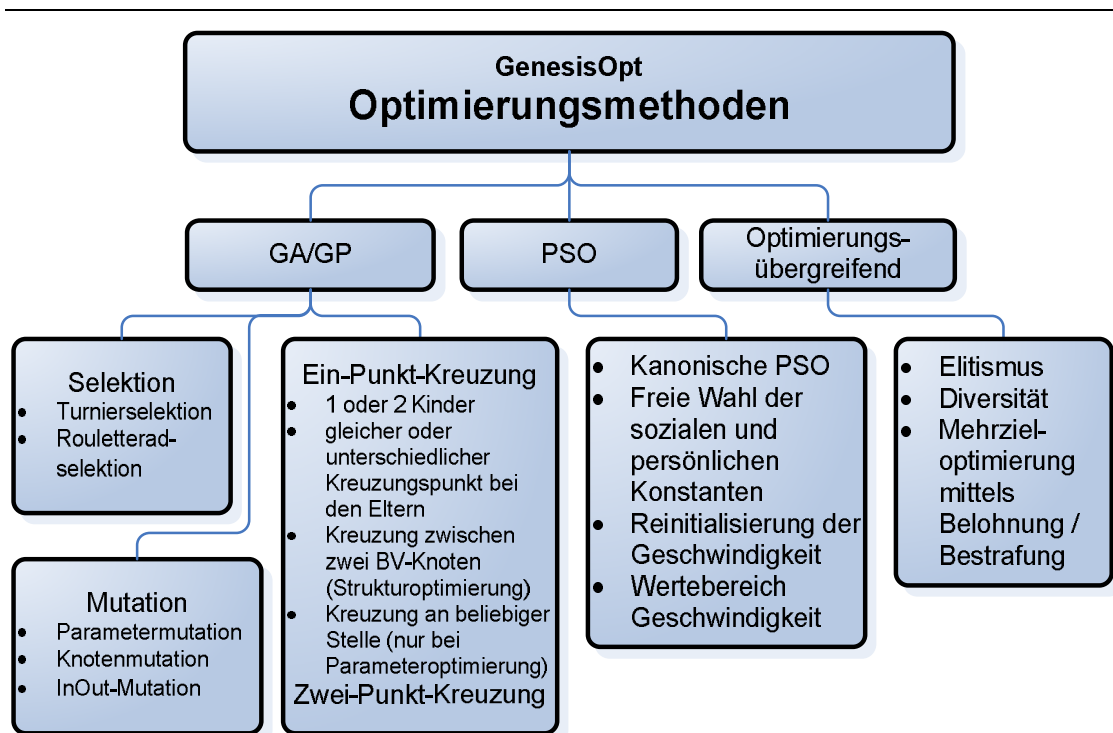 GenesisOpt
Optimierungsmethoden
GA/GP
PSO
Optimierungs-
übergreifend
Selektion
• Turnierselektion
• Rouletterad-
selektion
Mutation
• Parametermutation
• Knotenmutation
• InOut-Mutation
Ein-Punkt-Kreuzung
• 1 oder 2 Kinder
• gleicher oder
unterschiedlicher
Kreuzungspunkt bei
den Eltern
• Kreuzung zwischen
zwei BV-Knoten
(Strukturoptimierung)
• Kreuzung an beliebiger
Stelle (nur bei
Parameteroptimierung)
Zwei-Punkt-Kreuzung
• Kanonische PSO
• Freie Wahl der
sozialen und
persönlichen
Konstanten
• Reinitialisierung der
Geschwindigkeit
• Wertebereich
Geschwindigkeit
• Elitismus
• Diversität
• Mehrziel-
optimierung
mittels
Belohnung /
Bestrafung